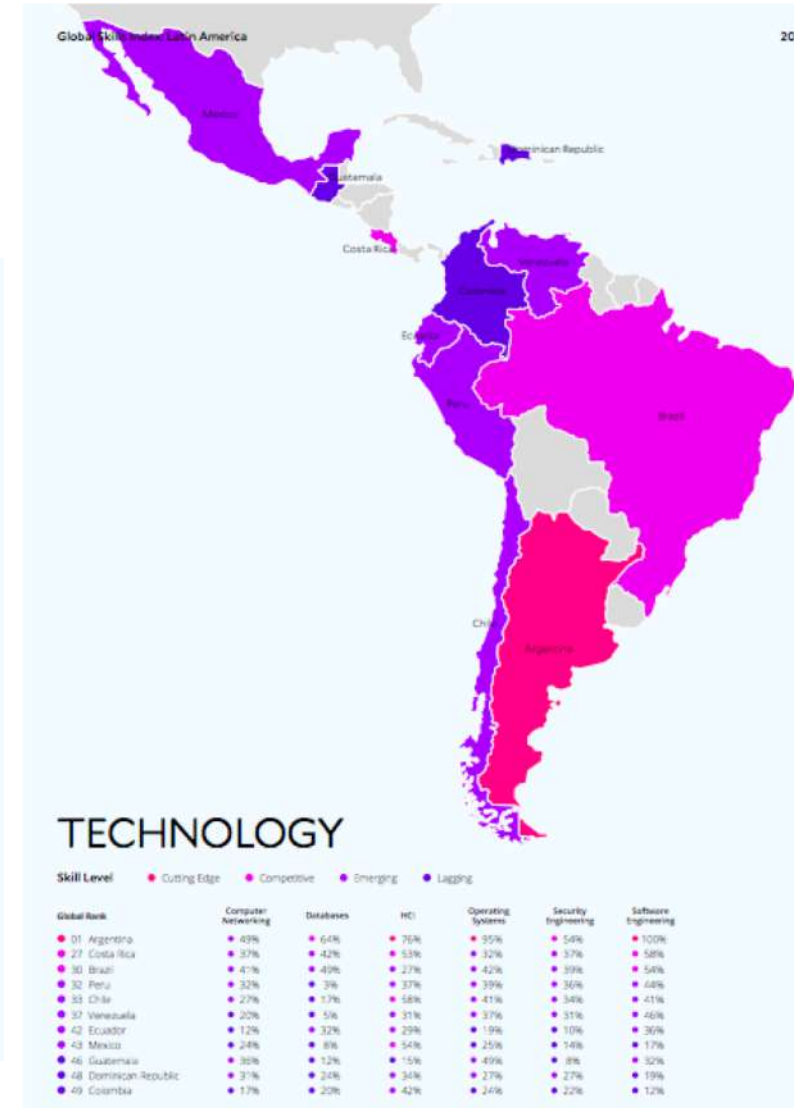 Global Skills Index: Latin America 20
Mexico
Dominican Republic
Guatemala
Costa Rica
Venezuela
Colombia
Ecuador
Peru
Brazil
Chile
Argentina
TECHNOLOGY
Skill Level Cutting Edge Competitive Emerging Lagging
Global Rank Computer Networking Databases HCI Operating Systems Security Engineering Software Engineering
01 Argentina 49% 64% 76% 95% 54% 100%
27 Costa Rica 37% 42% 53% 32% 37% 58%
30 Brazil 41% 49% 27% 42% 39% 54%
32 Peru 32% 3% 37% 39% 36% 44%
33 Chile 27% 17% 58% 41% 34% 41%
37 Venezuela 20% 5% 31% 37% 31% 46%
42 Ecuador 12% 32% 29% 19% 10% 36%
43 Mexico 24% 8% 54% 25% 14% 17%
46 Guatemala 36% 12% 15% 49% 8% 32%
48 Dominican Republic 31% 24% 34% 27% 27% 19%
49 Colombia 17% 20% 42% 24% 22% 12%